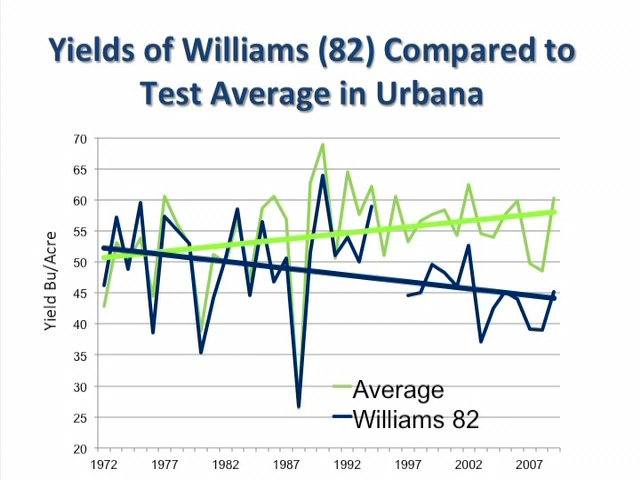 Yields of Williams (82) Compared to
Test Average in Urbana
Yield Bu/Acre
70
65
60
55
50
45
40
35
30
25
20
Average
Williams 82
1972 1977 1982 1987 1992 1997 2002 2007